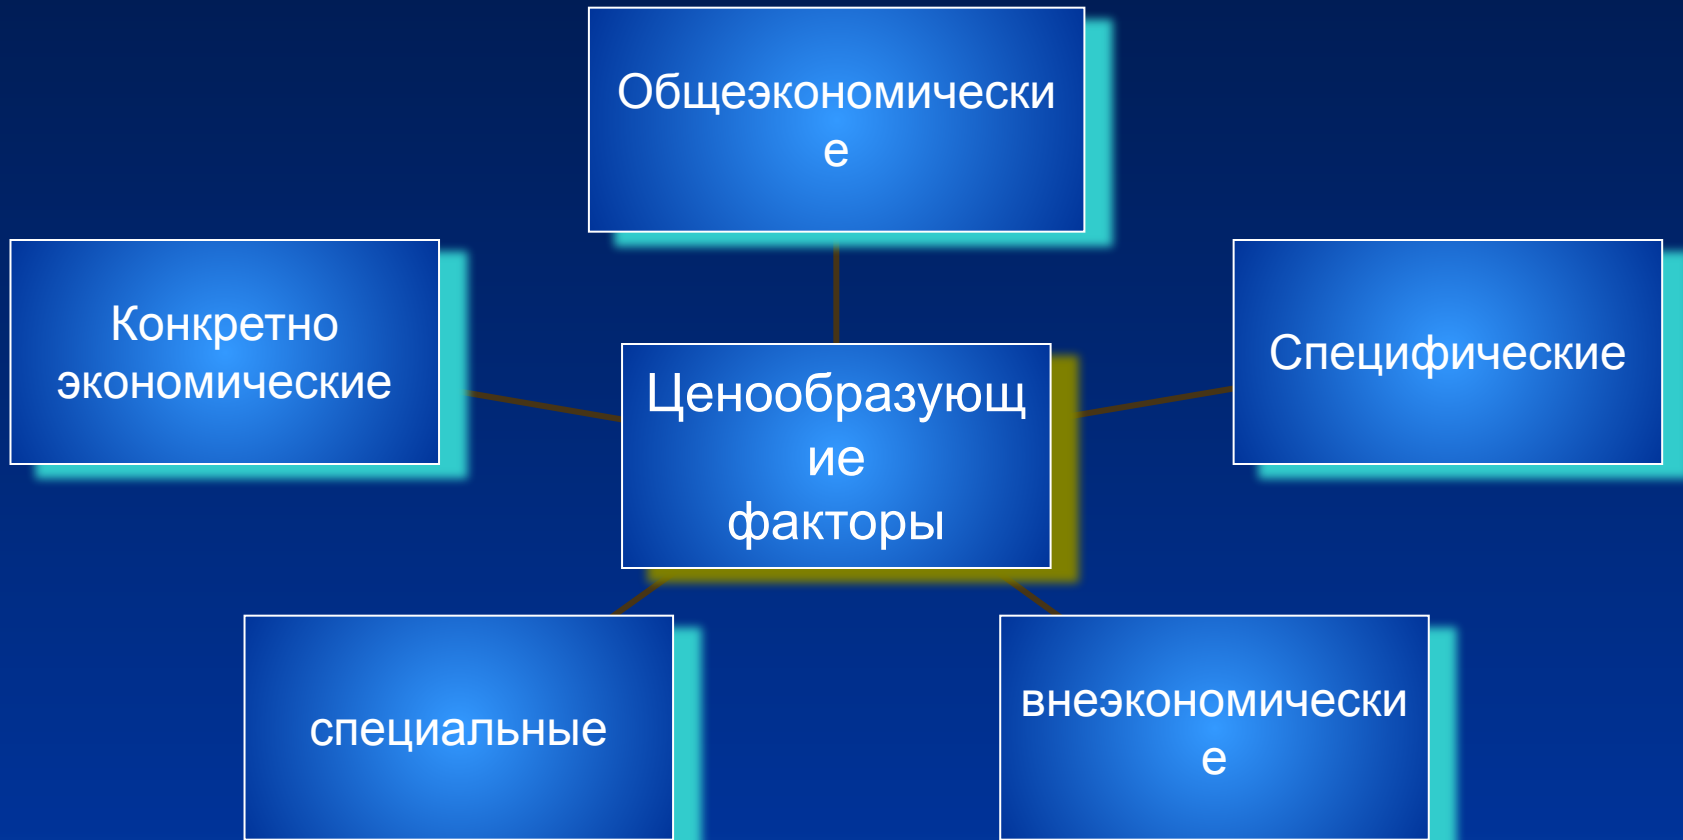 Общеэкономически
е
Конкретно
экономические
Специфические
Ценообразующ
ие
факторы
специальные
внеэкономически
е